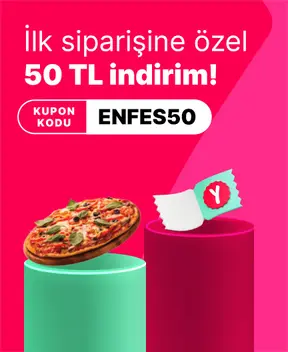 İlk siparişine özel
50 TL indirim!
KUPON
KODU
ENFES50
Y